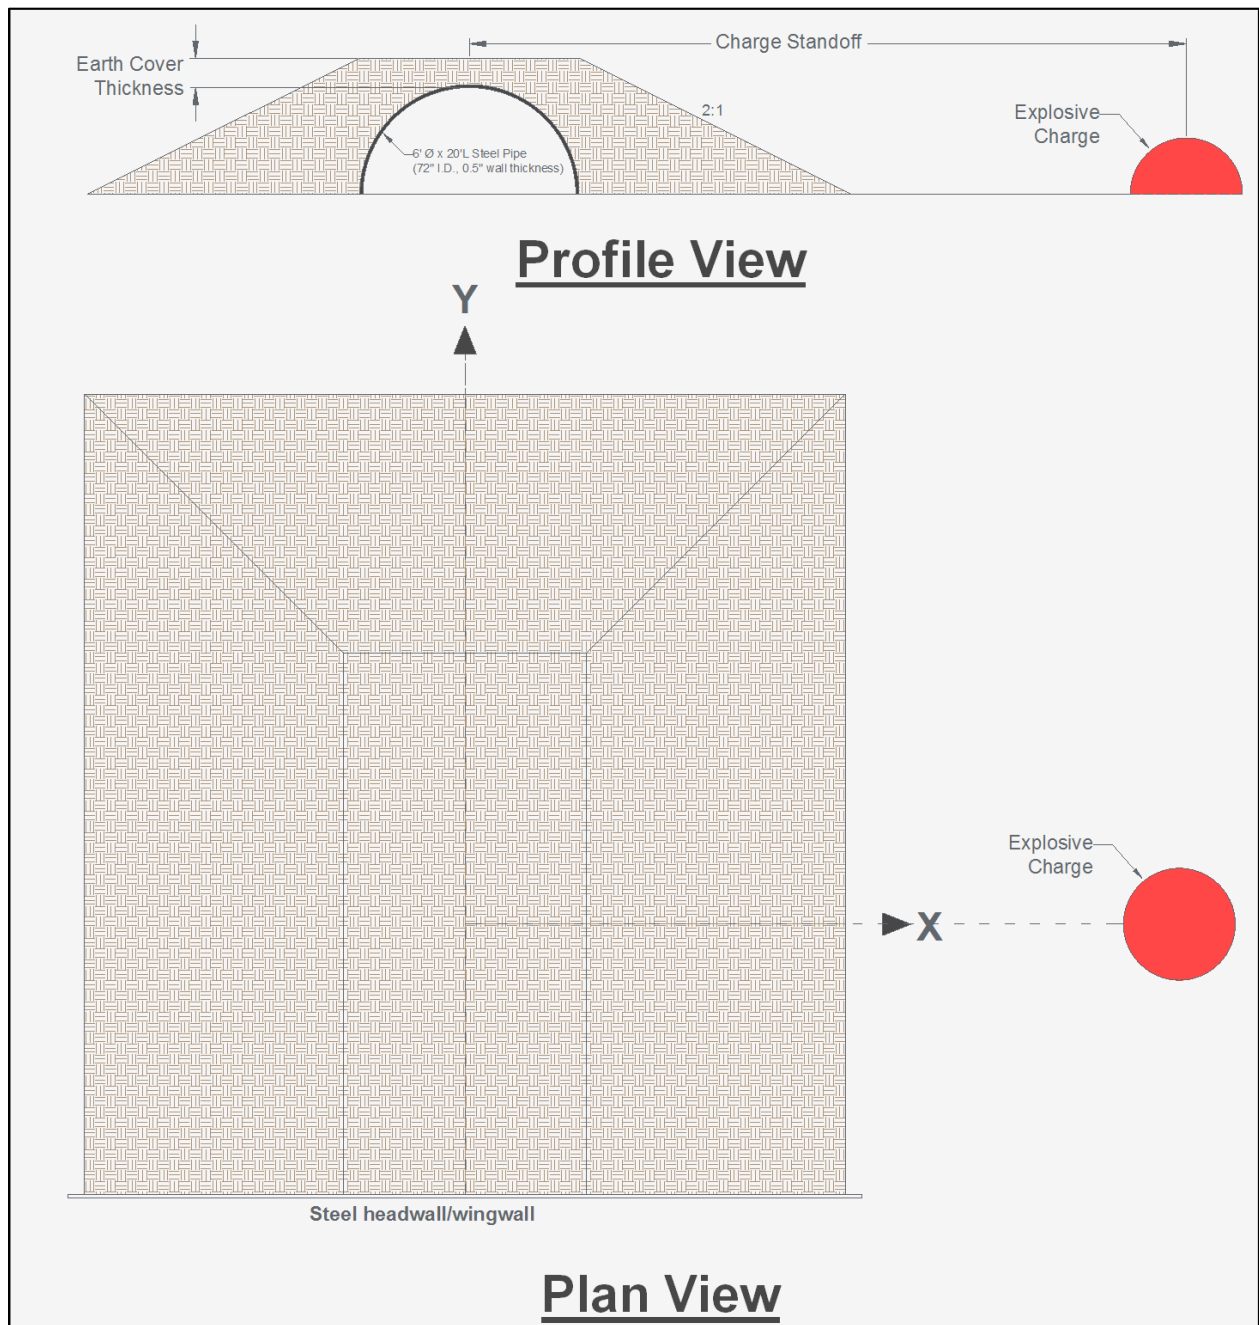 Charge Standoff
Earth Cover
Thickness
2:1
Explosive
Charge
6' Ø x 20'L Steel Pipe
(72" I.D., 0.5" wall thickness)
Profile View
Y
Explosive
Charge
X
Steel headwall/wingwall
Plan View